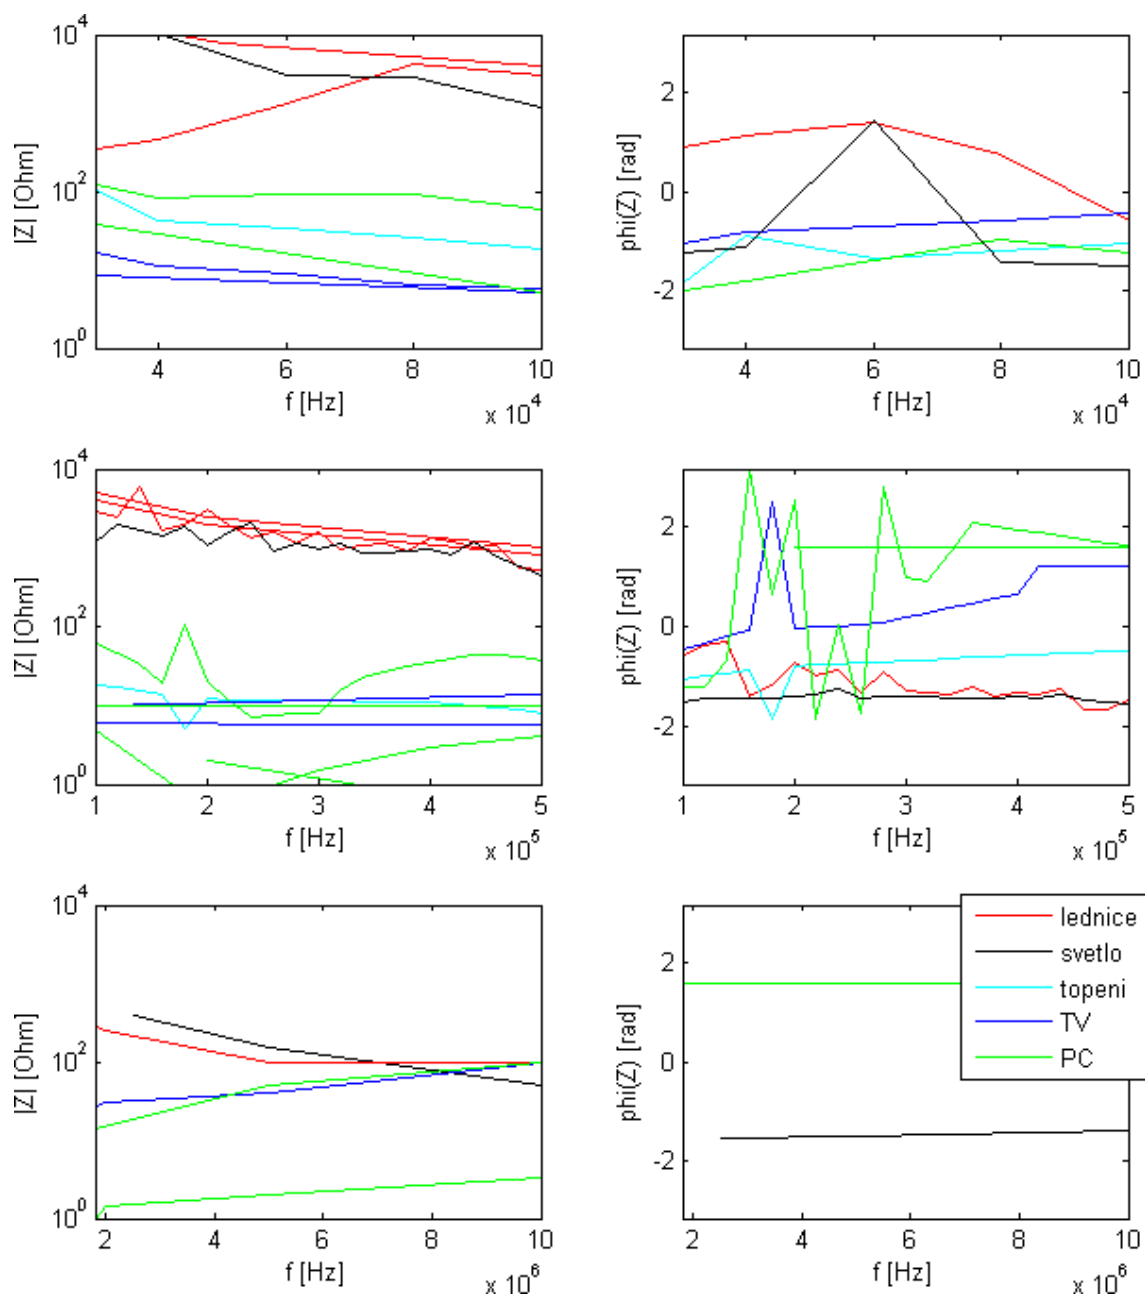 10^4
10^2
10^0
|Z| [Ohm]
4 6 8 10
f [Hz]
x 10^4
2
0
-2
phi(Z) [rad]
4 6 8 10
f [Hz]
x 10^4
10^4
10^2
10^0
|Z| [Ohm]
1 2 3 4 5
f [Hz]
x 10^5
2
0
-2
phi(Z) [rad]
1 2 3 4 5
f [Hz]
x 10^5
10^4
10^2
10^0
|Z| [Ohm]
2 4 6 8 10
f [Hz]
x 10^6
2
0
-2
phi(Z) [rad]
2 4 6 8 10
f [Hz]
x 10^6
lednice
svetlo
topeni
TV
PC